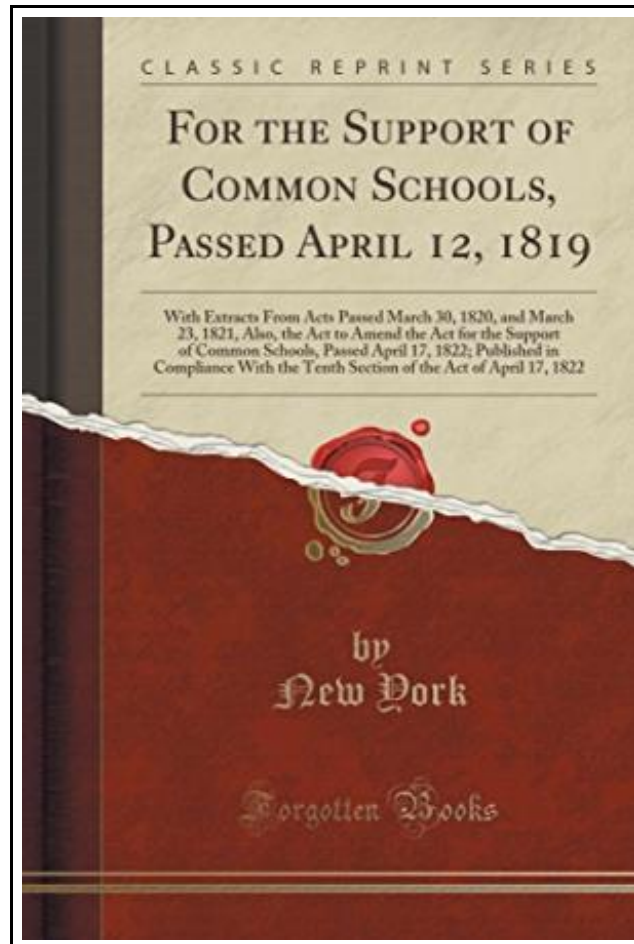 CLASSIC REPRINT SERIES
FOR THE SUPPORT OF
COMMON SCHOOLS,
PASSED APRIL 12, 1819
With Extracts From Acts Passed March 30, 1820, and March
23, 1821, Also, the Act to Amend the Act for the Support
of Common Schools, Passed April 17, 1822; Published in
Compliance With the Tenth Section of the Act of April 17, 1822
by
New York
Forgotten Books